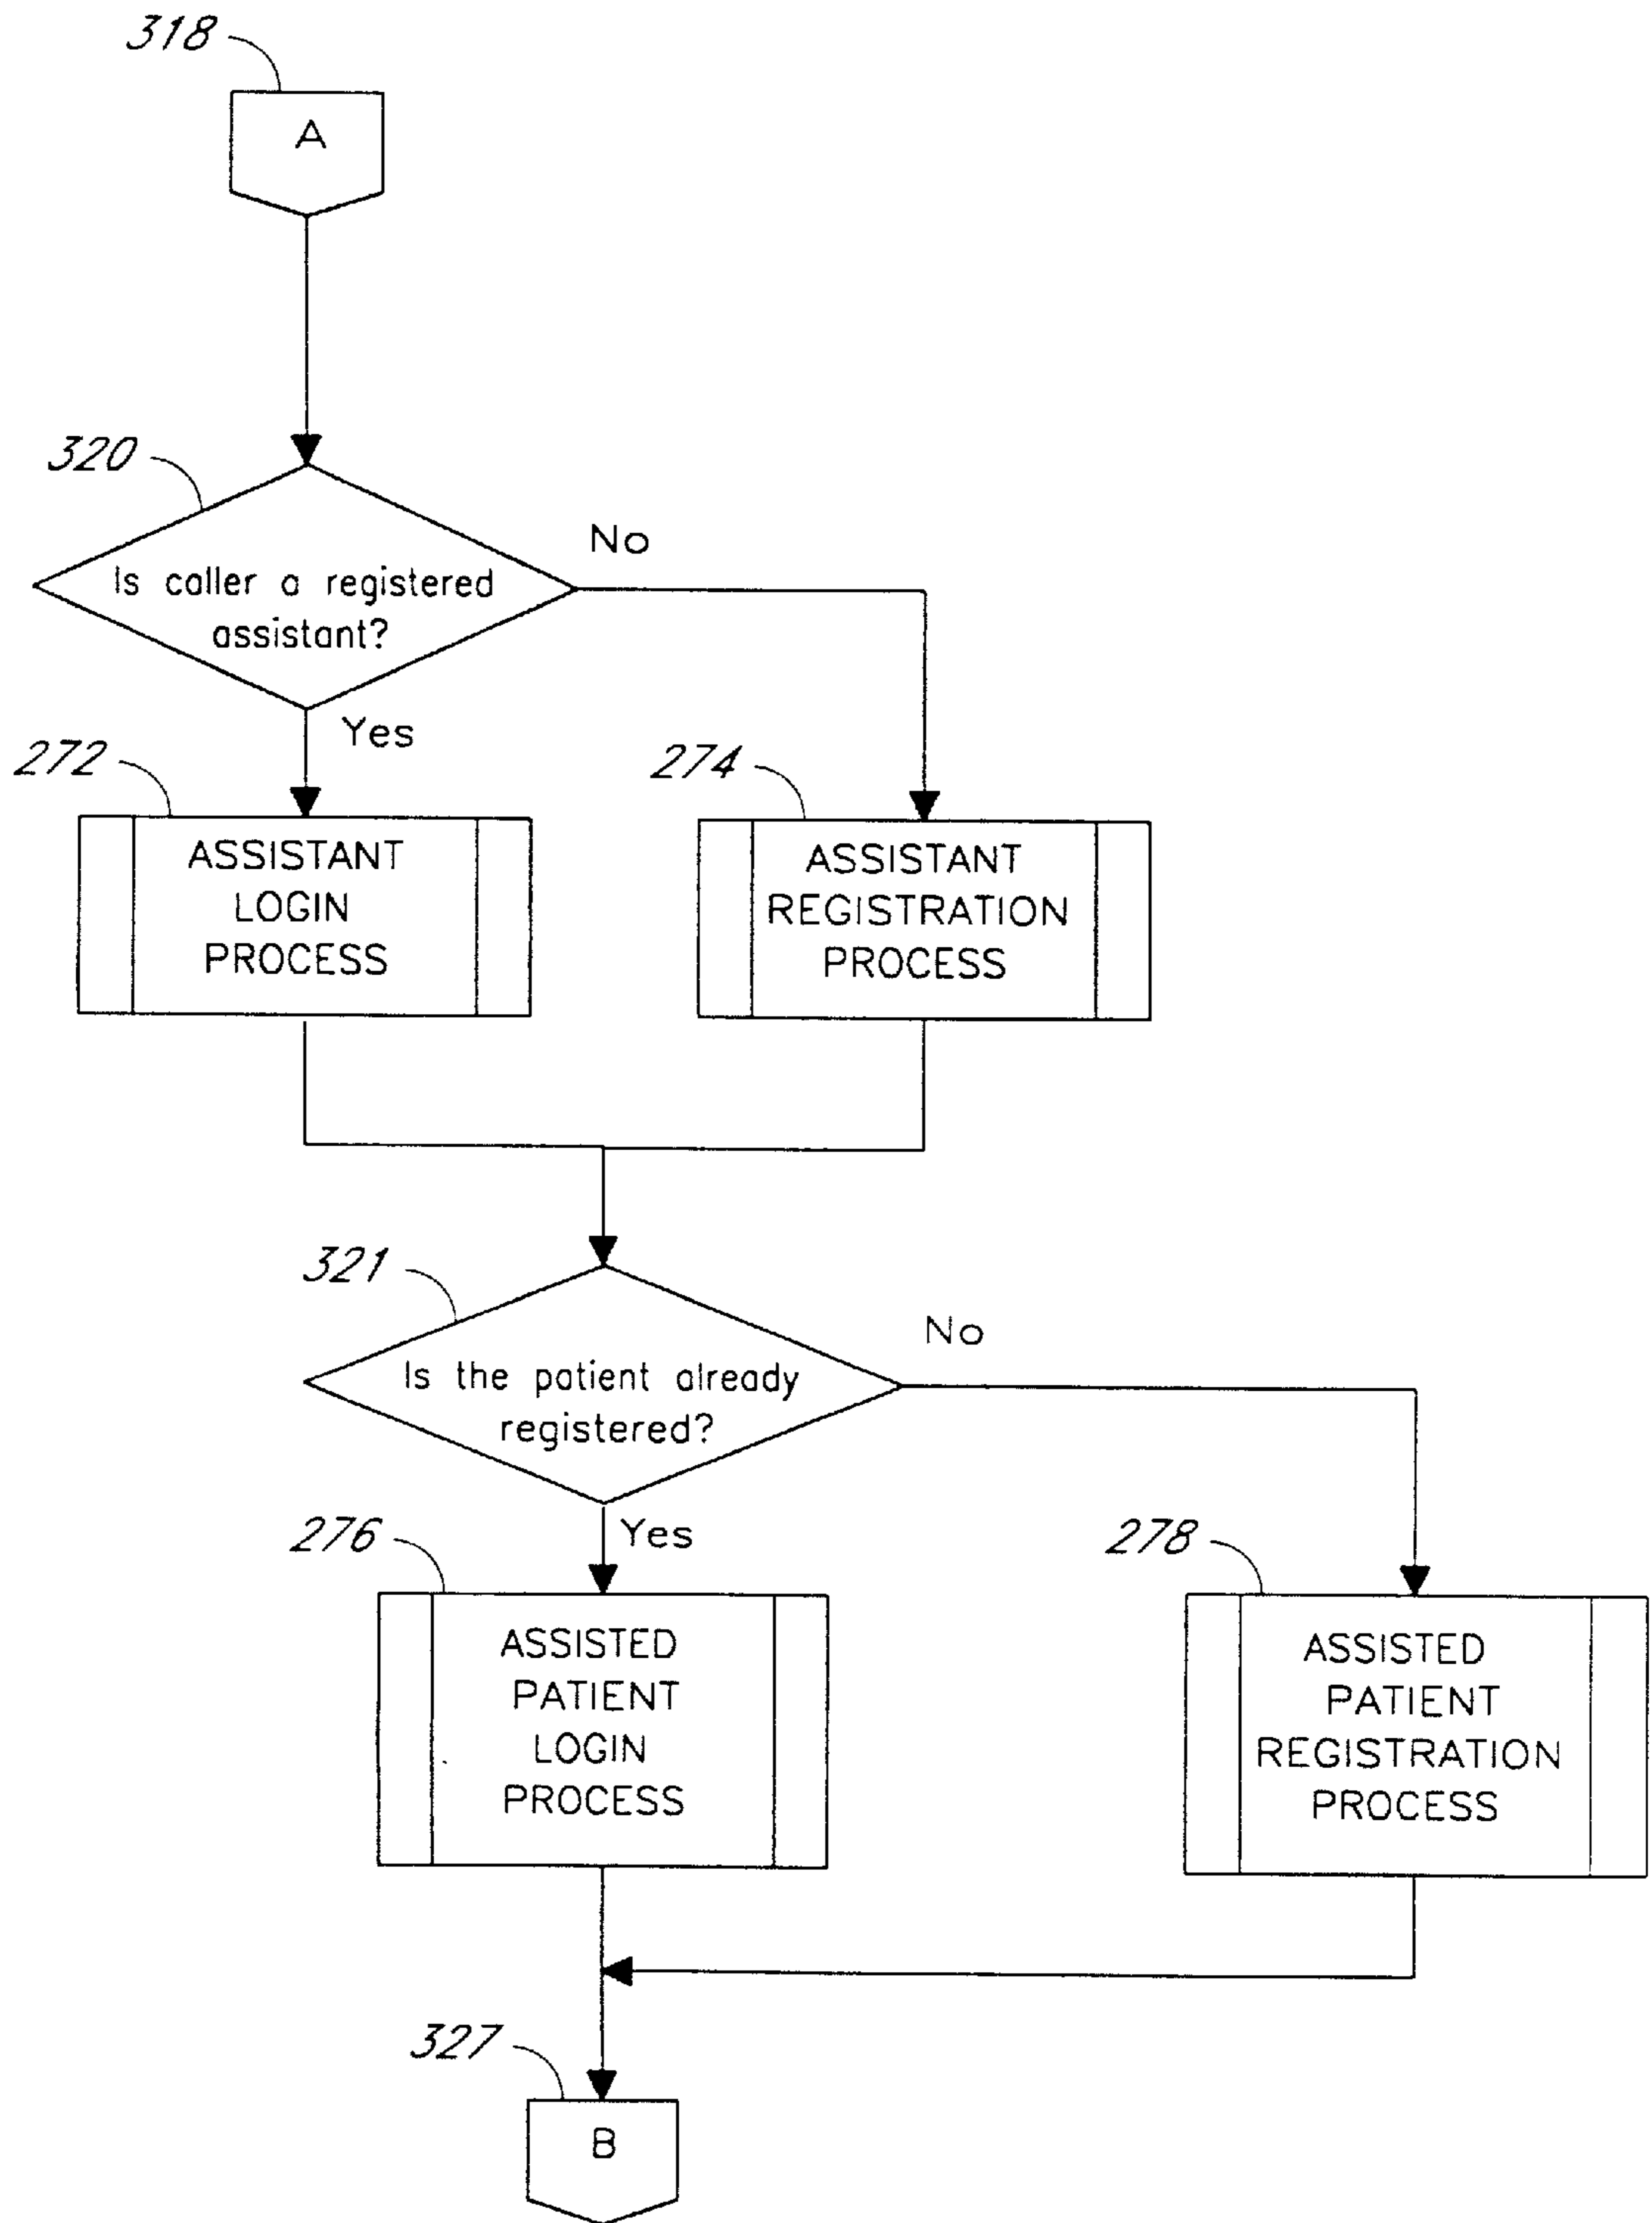 318
A
320
No
Is caller a registered
assistant?
Yes
272
274
ASSISTANT
LOGIN
PROCESS
ASSISTANT
REGISTRATION
PROCESS
321
No
Is the patient already
registered?
Yes
276
278
ASSISTED
PATIENT
LOGIN
PROCESS
ASSISTED
PATIENT
REGISTRATION
PROCESS
327
B